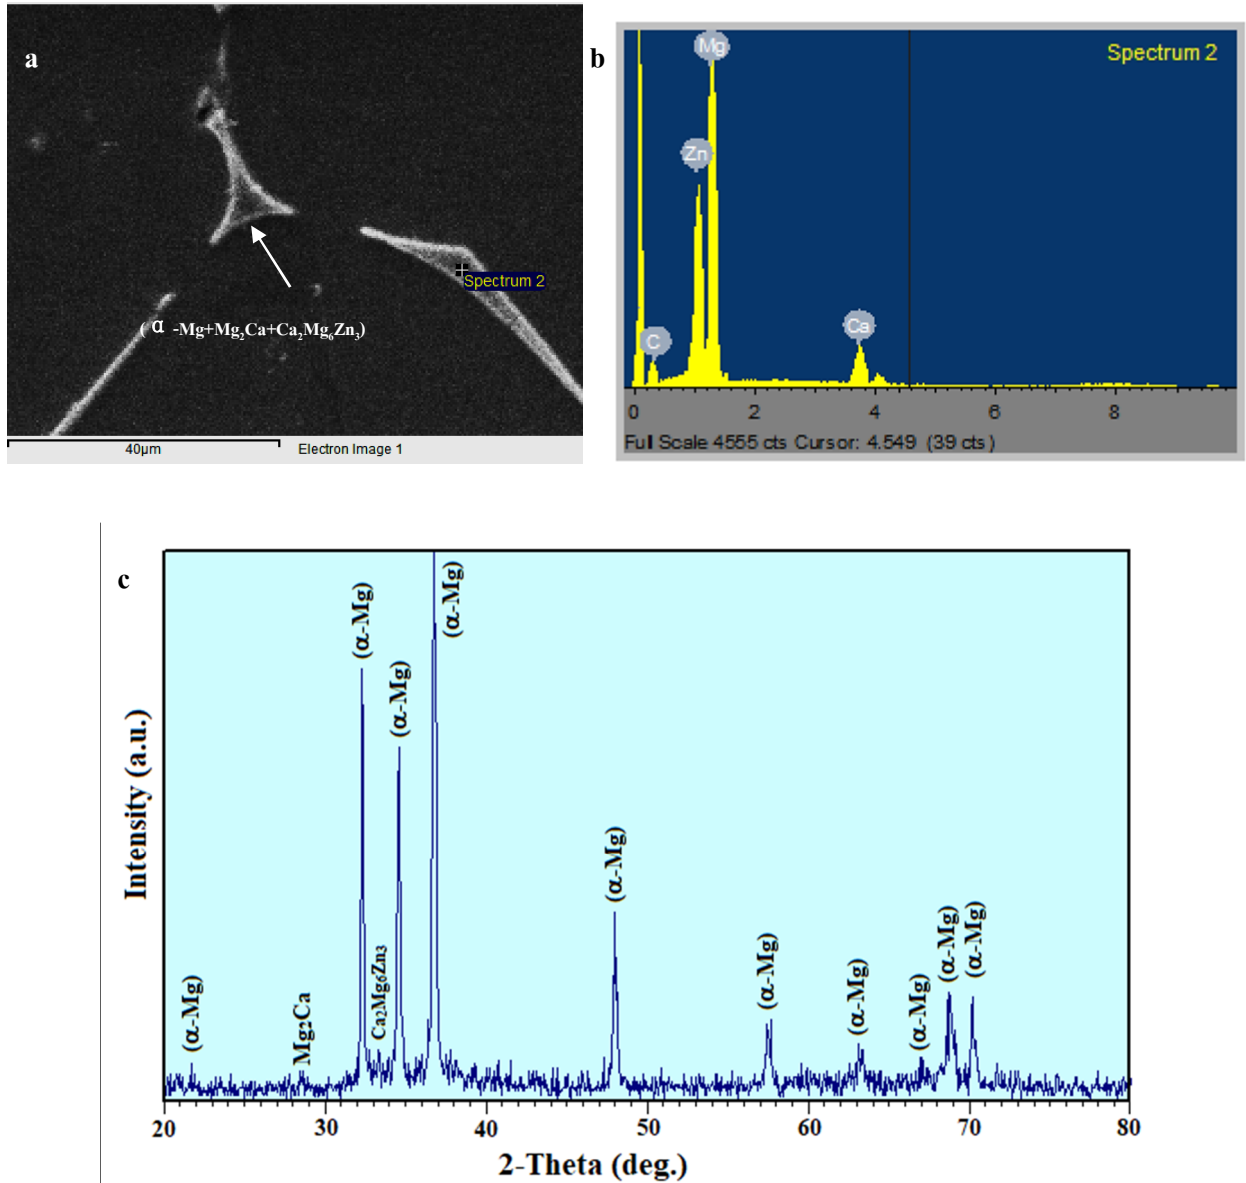 a
Spectrum 2
( α -Mg+Mg₂Ca+Ca₂Mg₆Zn₃)
40µm
Electron Image 1
b
Spectrum 2
Mg
Zn
C
Ca
0 2 4 6 8
Full Scale 4555 cts Cursor: 4.549 (39 cts)
c
(α-Mg)
Mg₂Ca
(α-Mg)
Ca₂Mg₆Zn₃
(α-Mg)
(α-Mg)
(α-Mg)
(α-Mg)
(α-Mg)
(α-Mg)
(α-Mg)
(α-Mg)
Intensity (a.u.)
20 30 40 50 60 70 80
2-Theta (deg.)